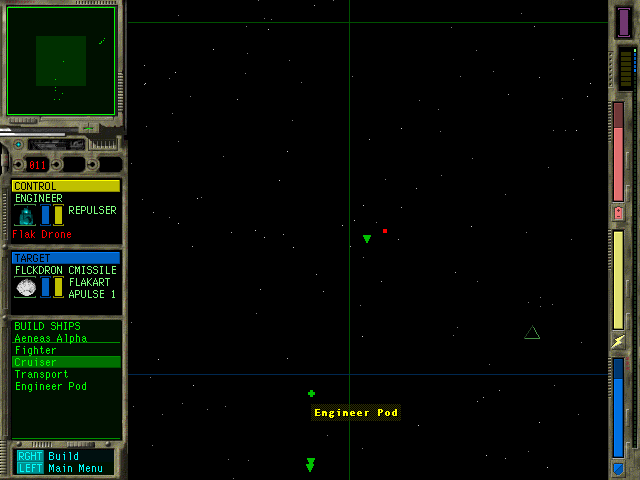 011
CONTROL
ENGINEER
REPULSER
Flak Drone
TARGET
FLCKDRON CMISSILE
FLAKART
APULSE 1
BUILD SHIPS
Aeneas Alpha
Fighter
Cruiser
Transport
Engineer Pod
RGHT Build
LEFT Main Menu
Engineer Pod